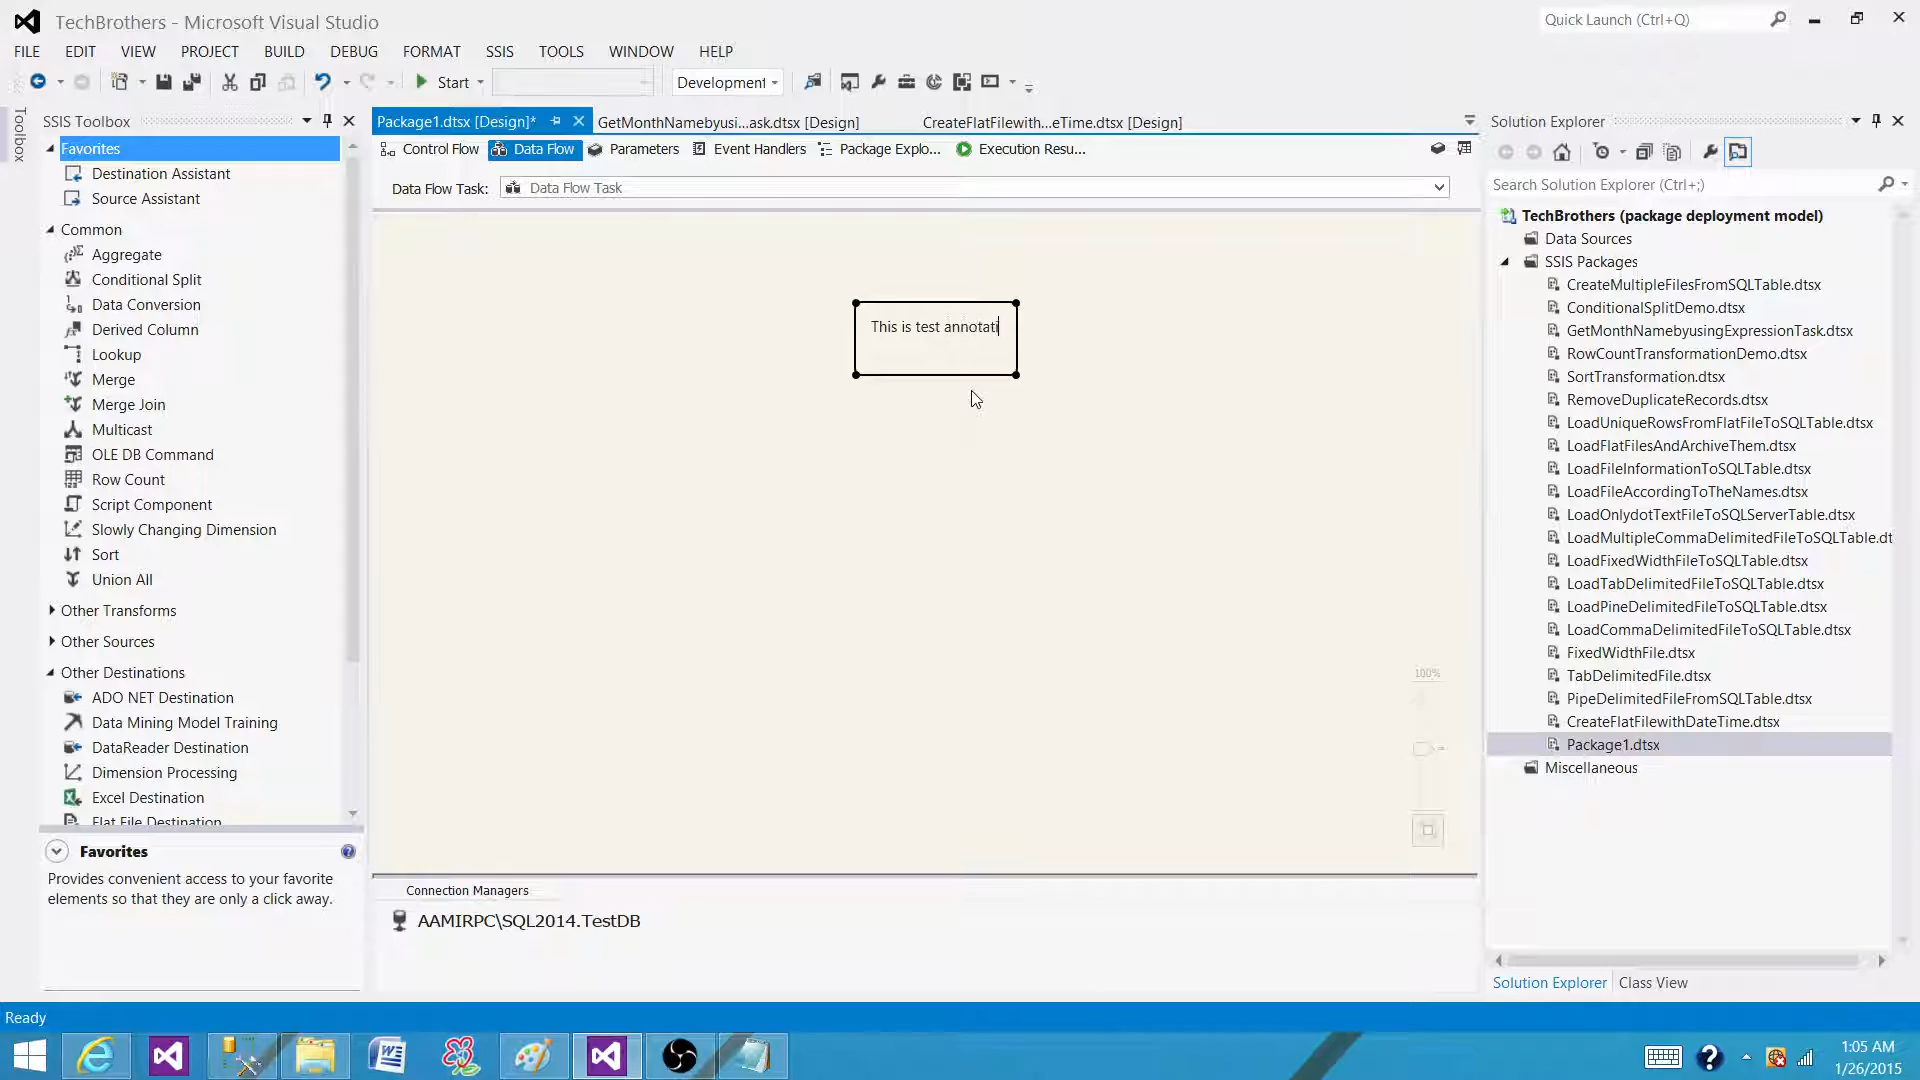 TechBrothers - Microsoft Visual Studio
Quick Launch (Ctrl+Q)
FILE EDIT VIEW PROJECT BUILD DEBUG FORMAT SSIS TOOLS WINDOW HELP
Start
Development
Toolbox
SSIS Toolbox
Favorites
Destination Assistant
Source Assistant
Common
Aggregate
Conditional Split
Data Conversion
Derived Column
Lookup
Merge
Merge Join
Multicast
OLE DB Command
Row Count
Script Component
Slowly Changing Dimension
Sort
Union All
Other Transforms
Other Sources
Other Destinations
ADO NET Destination
Data Mining Model Training
DataReader Destination
Dimension Processing
Excel Destination
Flat File Destination
Favorites
Provides convenient access to your favorite
elements so that they are only a click away.
Package1.dtsx [Design]* GetMonthNamebyusi...ask.dtsx [Design] CreateFlatFilewith...eTime.dtsx [Design]
Control Flow Data Flow Parameters Event Handlers Package Explo... Execution Resu...
Data Flow Task: Data Flow Task
This is test annotati
100%
Connection Managers
AAMIRPC\SQL2014.TestDB
Solution Explorer
Search Solution Explorer (Ctrl+;)
TechBrothers (package deployment model)
Data Sources
SSIS Packages
CreateMultipleFilesFromSQLTable.dtsx
ConditionalSplitDemo.dtsx
GetMonthNamebyusingExpressionTask.dtsx
RowCountTransformationDemo.dtsx
SortTransformation.dtsx
RemoveDuplicateRecords.dtsx
LoadUniqueRowsFromFlatFileToSQLTable.dtsx
LoadFlatFilesAndArchiveThem.dtsx
LoadFileInformationToSQLTable.dtsx
LoadFileAccordingToTheNames.dtsx
LoadOnlydotTextFileToSQLServerTable.dtsx
LoadMultipleCommaDelimitedFileToSQLTable.dt
LoadFixedWidthFileToSQLTable.dtsx
LoadTabDelimitedFileToSQLTable.dtsx
LoadPineDelimitedFileToSQLTable.dtsx
LoadCommaDelimitedFileToSQLTable.dtsx
FixedWidthFile.dtsx
TabDelimitedFile.dtsx
PipeDelimitedFileFromSQLTable.dtsx
CreateFlatFilewithDateTime.dtsx
Package1.dtsx
Miscellaneous
Solution Explorer Class View
Ready
1:05 AM
1/26/2015